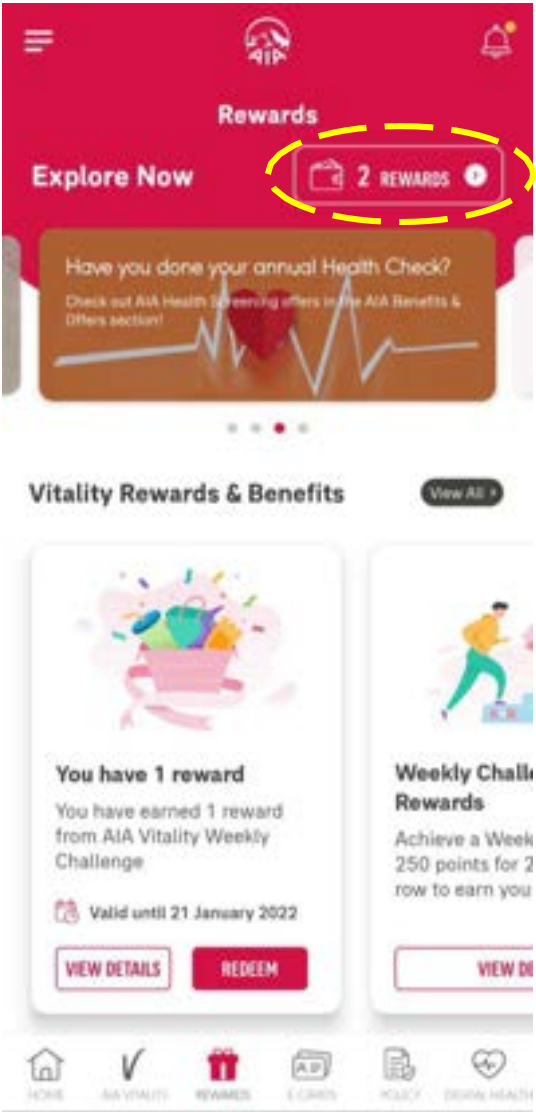 AIA
Rewards
Explore Now
2 REWARDS
Have you done your annual Health Check?
Check out AIA Health Screening offers in the AIA Benefits &
Offers section!
Vitality Rewards & Benefits
View All
You have 1 reward
You have earned 1 reward
from AIA Vitality Weekly
Challenge
Valid until 21 January 2022
VIEW DETAILS
REDEEM
Weekly Challe
Rewards
Achieve a Week
250 points for 2
row to earn you
VIEW DE
HOME
AIA VITALITY
REWARDS
E-CARDS
POLICY
DIGITAL HEALTH